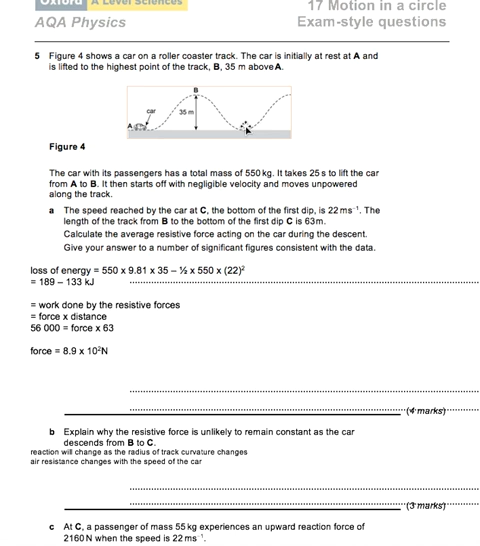 Oxford A Level Sciences
AQA Physics
17 Motion in a circle
Exam-style questions
5 Figure 4 shows a car on a roller coaster track. The car is initially at rest at A and
is lifted to the highest point of the track, B, 35 m above A.
B
car
35 m
A
Figure 4
The car with its passengers has a total mass of 550 kg. It takes 25 s to lift the car
from A to B. It then starts off with negligible velocity and moves unpowered
along the track.
a The speed reached by the car at C, the bottom of the first dip, is 22 ms⁻¹. The
length of the track from B to the bottom of the first dip C is 63m.
Calculate the average resistive force acting on the car during the descent.
Give your answer to a number of significant figures consistent with the data.
loss of energy = 550 x 9.81 x 35 – ½ x 550 x (22)²
= 189 – 133 kJ
= work done by the resistive forces
= force x distance
56 000 = force x 63
force = 8.9 x 10²N
(4 marks)
b Explain why the resistive force is unlikely to remain constant as the car
descends from B to C.
reaction will change as the radius of track curvature changes
air resistance changes with the speed of the car
(3 marks)
c At C, a passenger of mass 55 kg experiences an upward reaction force of
2160 N when the speed is 22 ms⁻¹.